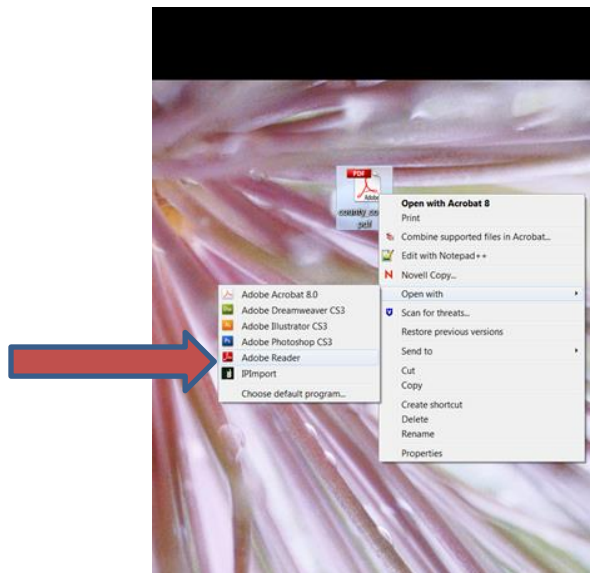 PDF
Adobe
Open with Acrobat 8
Print
Combine supported files in Acrobat...
Edit with Notepad++
Novell Copy...
Open with
Scan for threats...
Restore previous versions
Send to
Cut
Copy
Create shortcut
Delete
Rename
Properties
Adobe Acrobat 8.0
Adobe Dreamweaver CS3
Adobe Illustrator CS3
Adobe Photoshop CS3
Adobe Reader
IPImport
Choose default program...